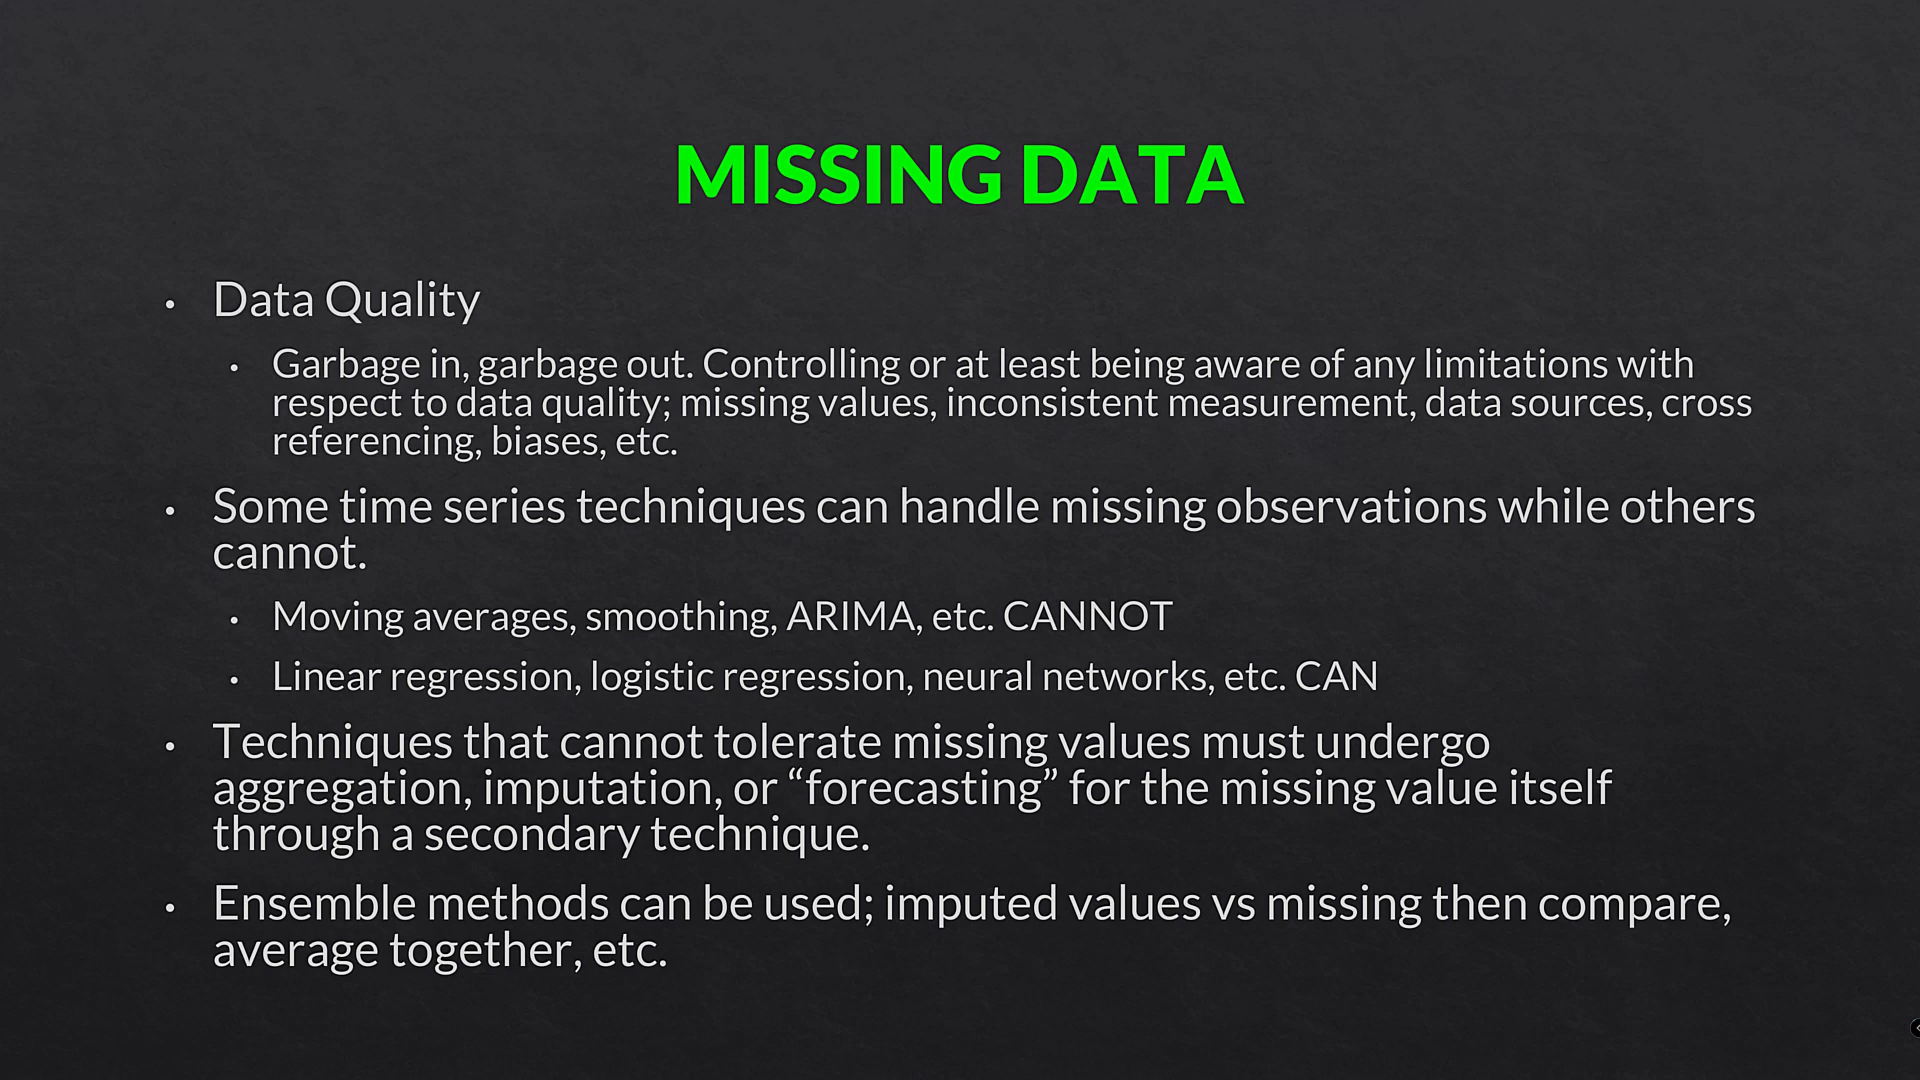 MISSING DATA
• Data Quality
• Garbage in, garbage out. Controlling or at least being aware of any limitations with
respect to data quality; missing values, inconsistent measurement, data sources, cross
referencing, biases, etc.
• Some time series techniques can handle missing observations while others
cannot.
• Moving averages, smoothing, ARIMA, etc. CANNOT
• Linear regression, logistic regression, neural networks, etc. CAN
• Techniques that cannot tolerate missing values must undergo
aggregation, imputation, or “forecasting” for the missing value itself
through a secondary technique.
• Ensemble methods can be used; imputed values vs missing then compare,
average together, etc.